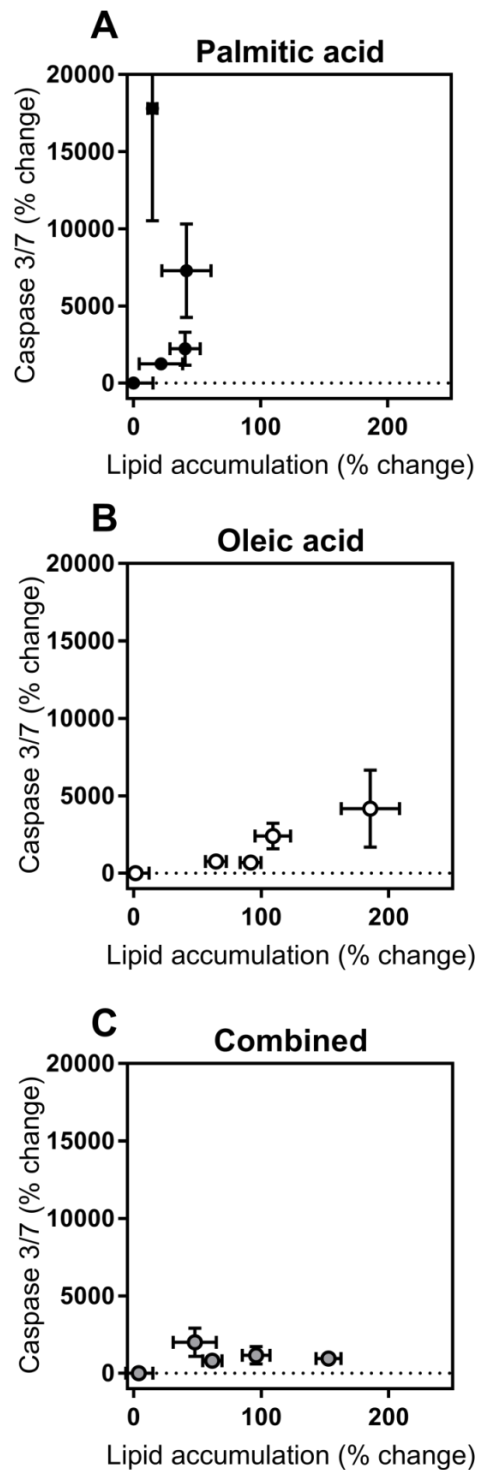 A
Palmitic acid
Caspase 3/7 (% change)
20000
15000
10000
5000
0
0 100 200
Lipid accumulation (% change)
B
Oleic acid
Caspase 3/7 (% change)
20000
15000
10000
5000
0
0 100 200
Lipid accumulation (% change)
C
Combined
Caspase 3/7 (% change)
20000
15000
10000
5000
0
0 100 200
Lipid accumulation (% change)